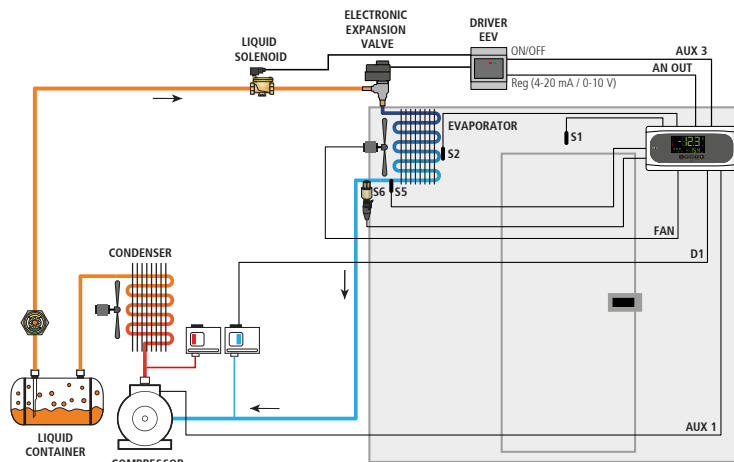 ELECTRONIC
EXPANSION
VALVE
DRIVER
EEV
LIQUID
SOLENOID
ON/OFF
AUX 3
AN OUT
Reg (4-20 mA / 0-10 V)
EVAPORATOR
S1
S2
S6
S5
FAN
D1
CONDENSER
AUX 1
LIQUID
CONTAINER
COMPRESSOR